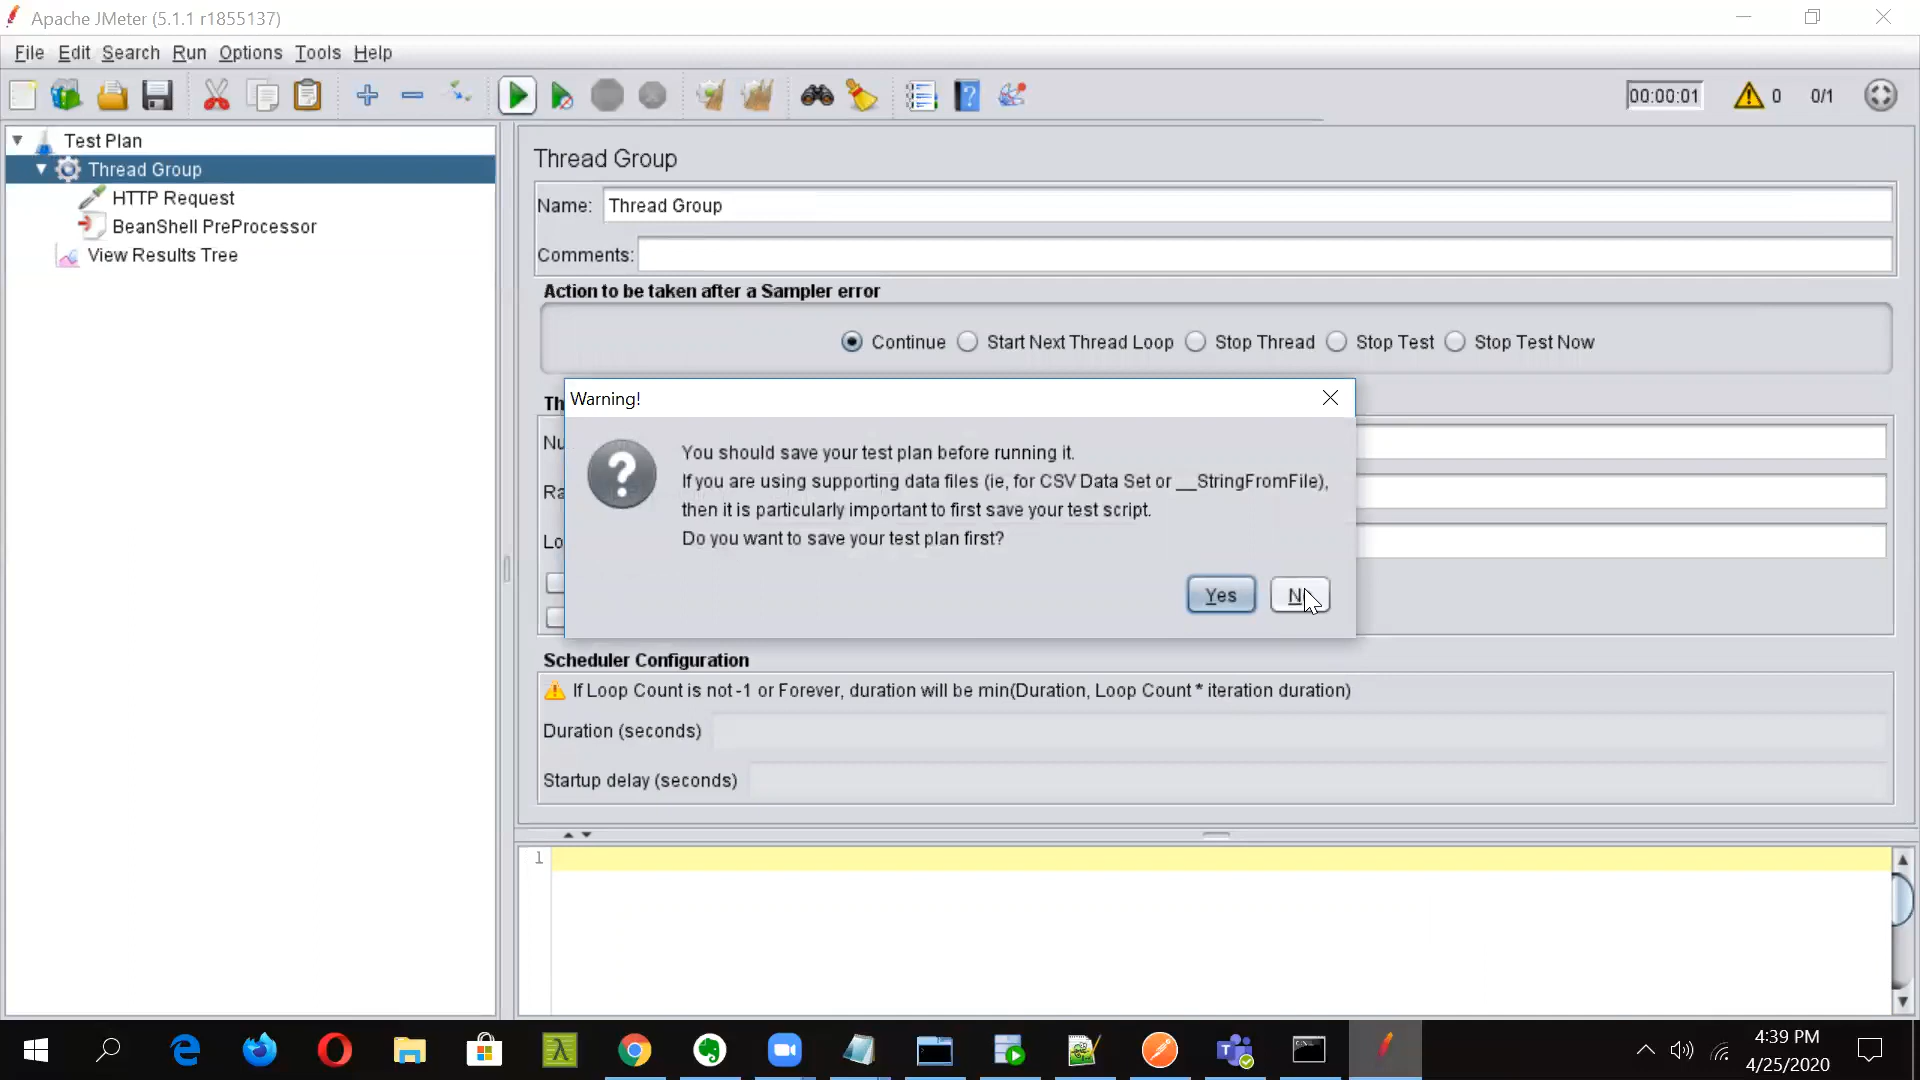 Apache JMeter (5.1.1 r1855137)
File Edit Search Run Options Tools Help
00:00:01 0 0/1
Test Plan
Thread Group
HTTP Request
BeanShell PreProcessor
View Results Tree
Thread Group
Name: Thread Group
Comments:
Action to be taken after a Sampler error
Continue Start Next Thread Loop Stop Thread Stop Test Stop Test Now
Th
Nu
Ra
Lo
Warning!
You should save your test plan before running it.
If you are using supporting data files (ie, for CSV Data Set or __StringFromFile),
then it is particularly important to first save your test script.
Do you want to save your test plan first?
Yes
Scheduler Configuration
If Loop Count is not -1 or Forever, duration will be min(Duration, Loop Count * iteration duration)
Duration (seconds)
Startup delay (seconds)
1
4:39 PM
4/25/2020